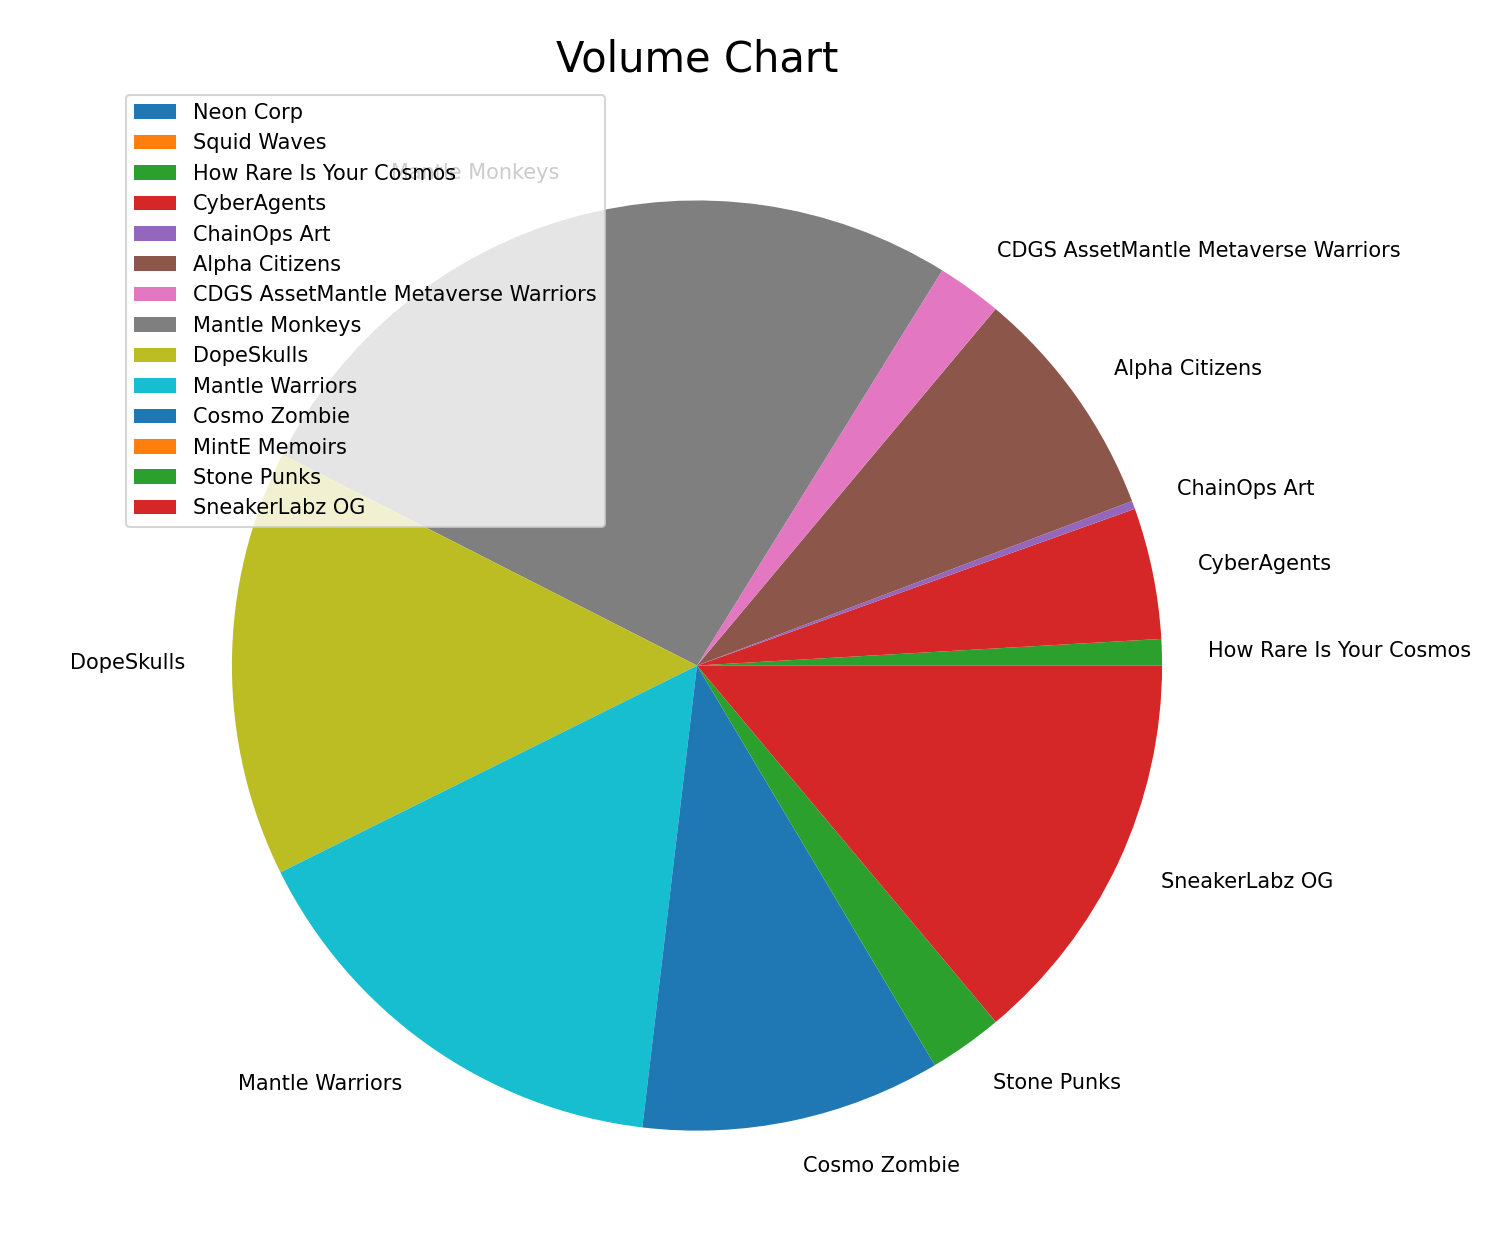 Volume Chart
Neon Corp
Squid Waves
How Rare Is Your Cosmos
CyberAgents
ChainOps Art
Alpha Citizens
CDGS AssetMantle Metaverse Warriors
Mantle Monkeys
DopeSkulls
Mantle Warriors
Cosmo Zombie
MintE Memoirs
Stone Punks
SneakerLabz OG
Mantle Monkeys
CDGS AssetMantle Metaverse Warriors
Alpha Citizens
ChainOps Art
CyberAgents
How Rare Is Your Cosmos
DopeSkulls
SneakerLabz OG
Mantle Warriors
Stone Punks
Cosmo Zombie